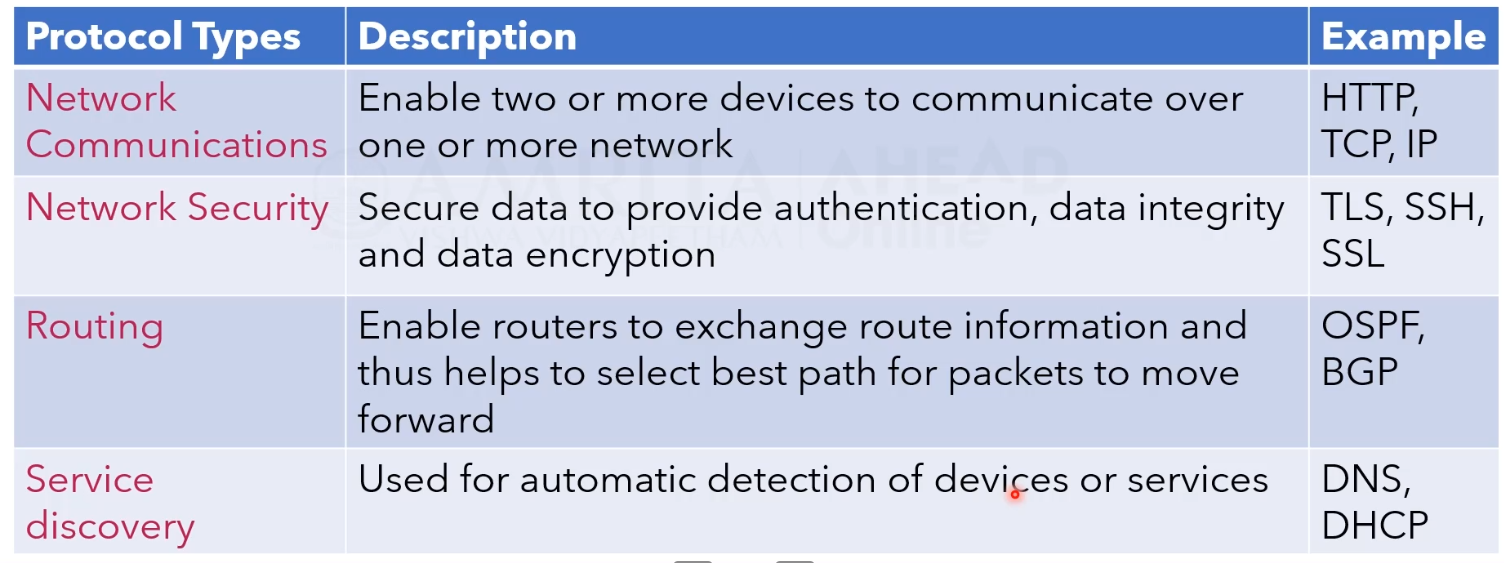 Protocol Types Description Example
Network Enable two or more devices to communicate over HTTP,
Communications one or more network TCP, IP
Network Security Secure data to provide authentication, data integrity TLS, SSH,
and data encryption SSL
Routing Enable routers to exchange route information and OSPF,
thus helps to select best path for packets to move BGP
forward
Service Used for automatic detection of devices or services DNS,
discovery DHCP
AMRITA AHEAD
VISHWA VIDYAPEETHAM Online